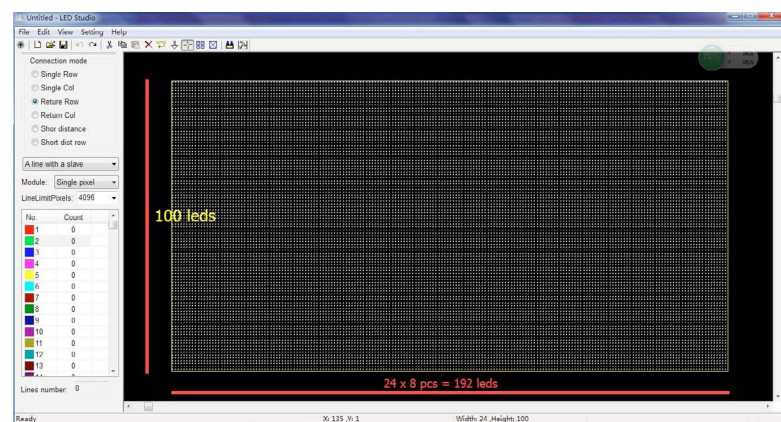 Untitled - LED Studio
File Edit View Setting Help
Connection mode
Single Row
Single Col
Reture Row
Return Col
Shor distance
Short dist row
A line with a slave
Module: Single pixel
LineLimitPixels: 4096
No. Count
1 0
2 0
3 0
4 0
5 0
6 0
7 0
8 0
9 0
10 0
11 0
12 0
13 0
Lines number: 0
100 leds
24 x 8 pcs = 192 leds
Ready X: 135 ,Y: 1 Width: 24 ,Height: 100